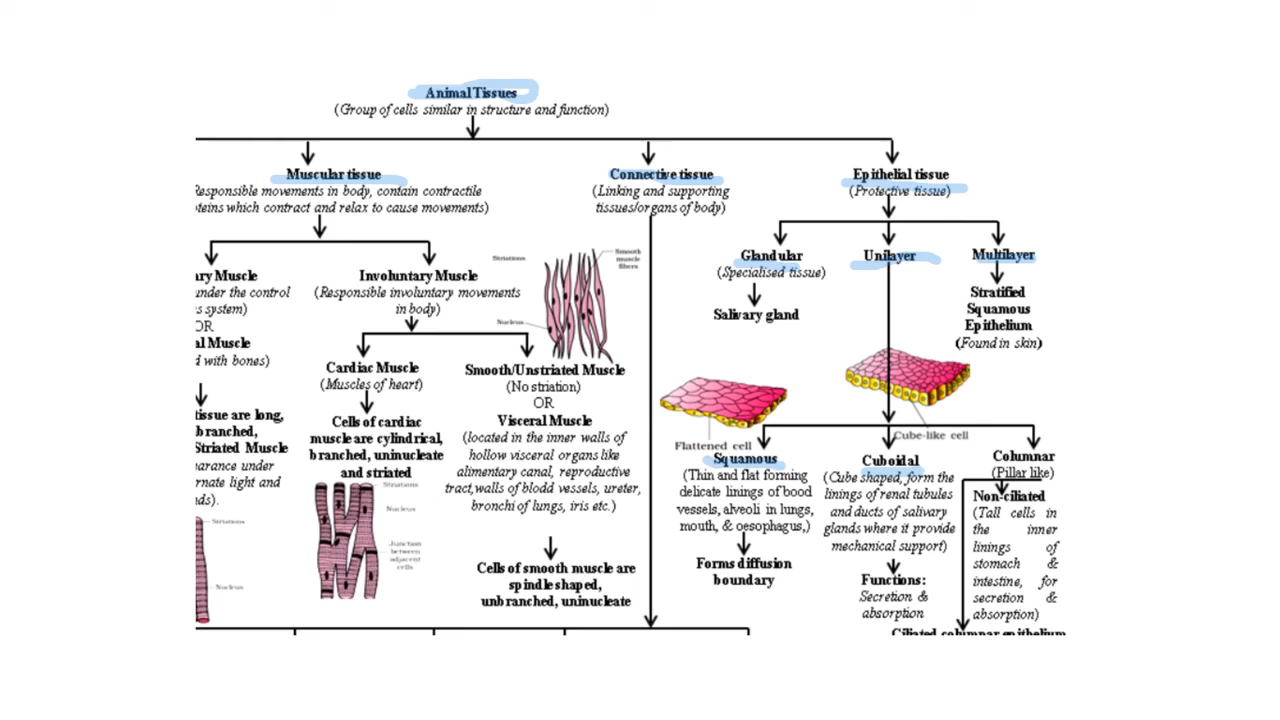 Animal Tissues
(Group of cells similar in structure and function)
Muscular tissue
Responsible movements in body, contain contractile
teins which contract and relax to cause movements)
Connective tissue
(Linking and supporting
tissues/organs of body)
Epithelial tissue
(Protective tissue)
ary Muscle
under the control
s system)
OR
al Muscle
d with bones)
tissue are long,
branched,
Striated Muscle
earance under
rnate light and
nds).
Striations
Nucleus
Involuntary Muscle
(Responsible involuntary movements
in body)
Cardiac Muscle
(Muscles of heart)
Cells of cardiac
muscle are cylindrical,
branched, uninucleate
and striated
Striations
Nucleus
Junction
between
adjacent
cells
Striations
Smooth
muscle
fibers
Nucleus
Smooth/Unstriated Muscle
(No striation)
OR
Visceral Muscle
(located in the inner walls of
hollow visceral organs like
alimentary canal, reproductive
tract,walls of blodd vessels, ureter,
bronchi of lungs, iris etc.)
Cells of smooth muscle are
spindle shaped,
unbranched, uninucleate
Glandular
(Specialised tissue)
Salivary gland
Unilayer
Multilayer
Stratified
Squamous
Epithelium
(Found in skin)
Flattened cell
Squamous
(Thin and flat forming
delicate linings of bood
vessels, alveoli in lungs,
mouth, & oesophagus,)
Forms diffusion
boundary
Cube-like cell
Cuboidal
(Cube shaped, form the
linings of renal tubules
and ducts of salivary
glands where it provide
mechanical support)
Functions:
Secretion &
absorption
Columnar
(Pillar like)
Non-ciliated
(Tall cells in
the inner
linings of
stomach &
intestine, for
secretion &
absorption)
Ciliated columnar epithelium